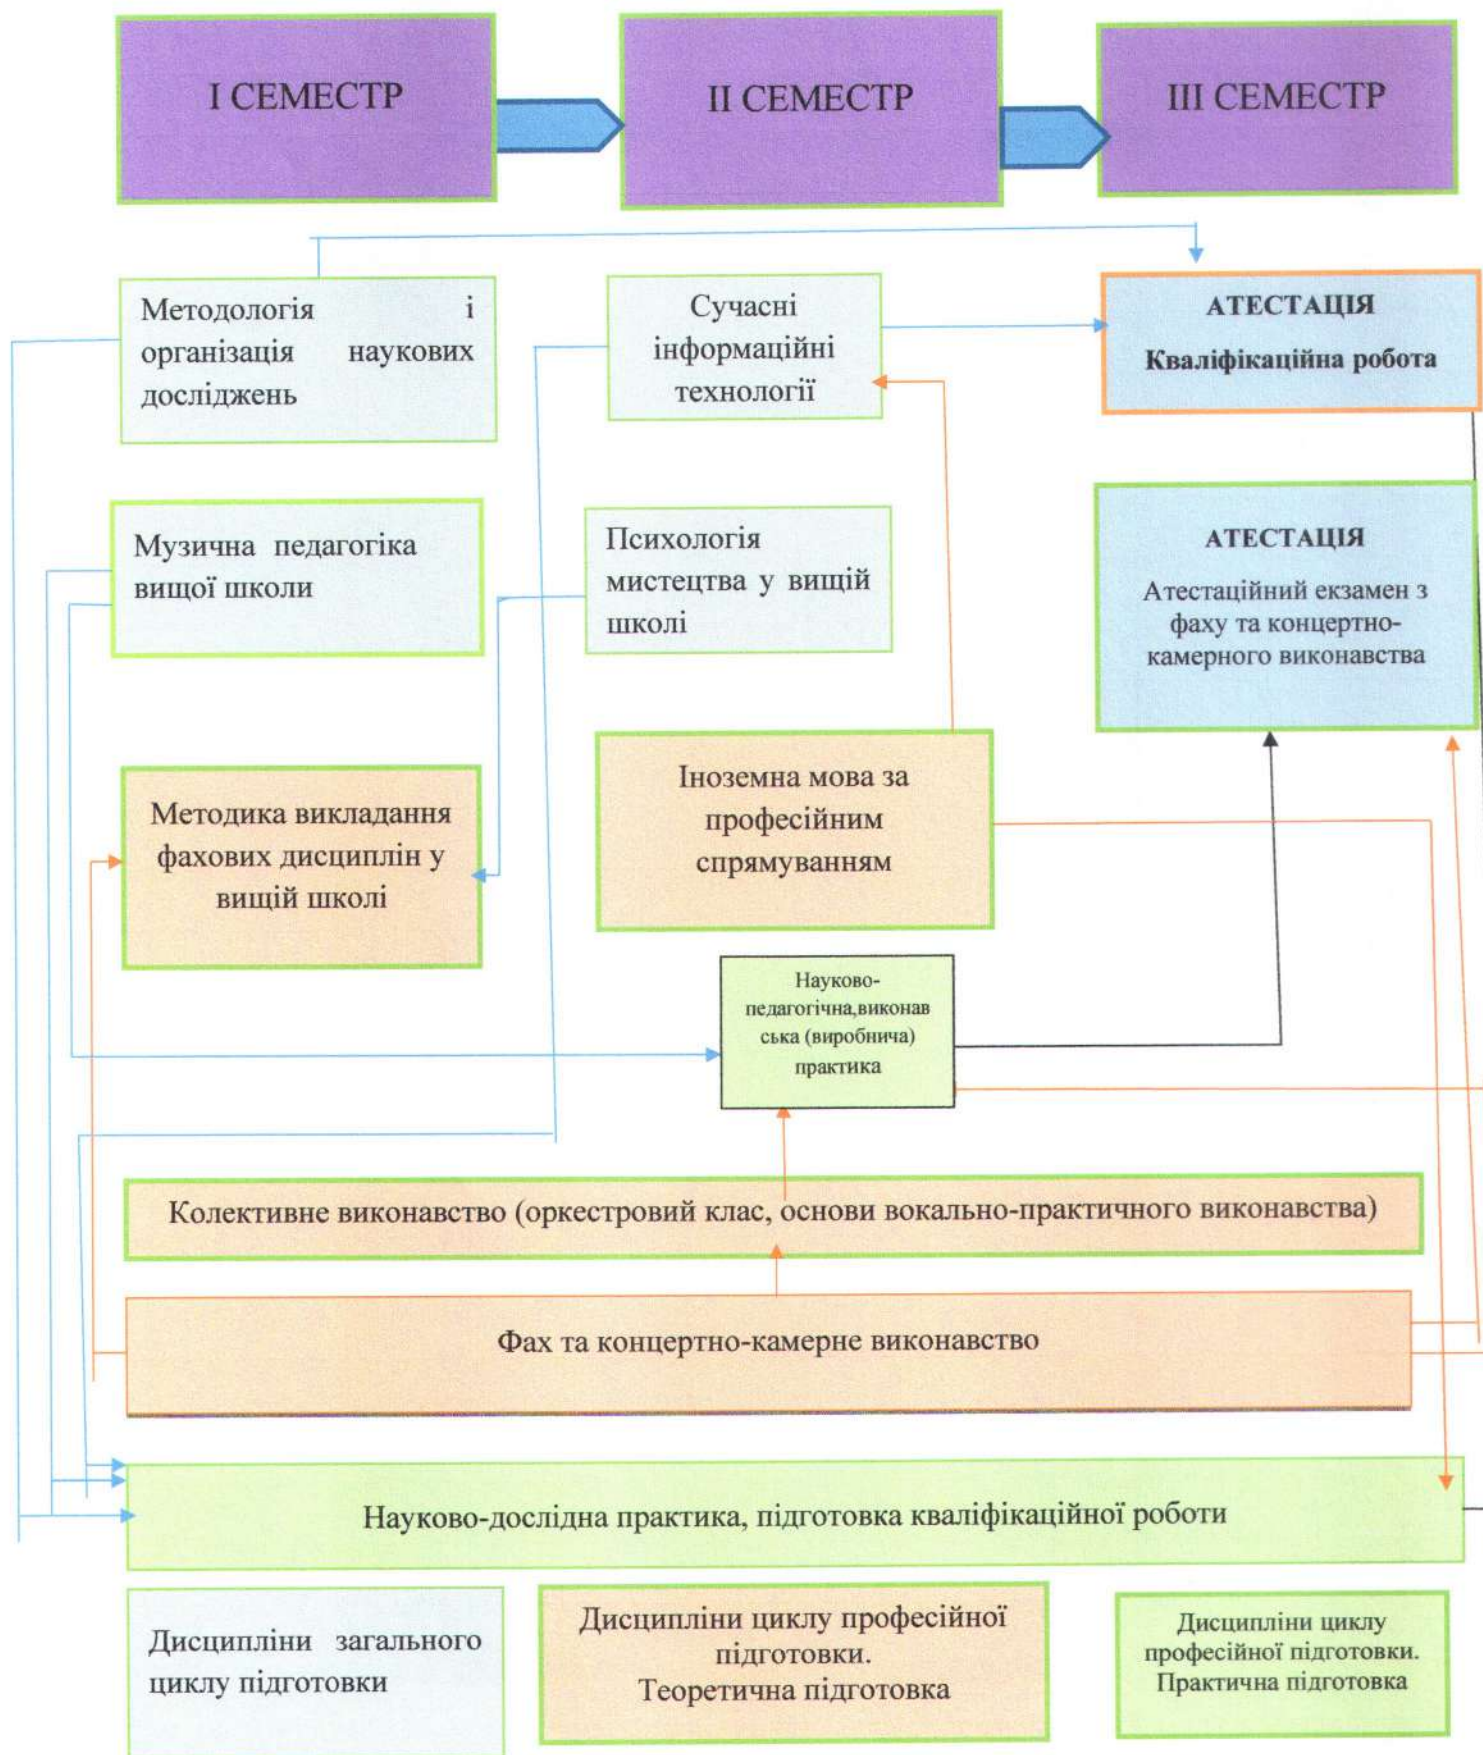 І СЕМЕСТР
ІІ СЕМЕСТР
ІІІ СЕМЕСТР
Методологія і
організація наукових
досліджень
Сучасні
інформаційні
технології
АТЕСТАЦІЯ
Кваліфікаційна робота
Музична педагогіка
вищої школи
Психологія
мистецтва у вищій
школі
АТЕСТАЦІЯ
Атестаційний екзамен з
фаху та концертно-
камерного виконавства
Методика викладання
фахових дисциплін у
вищій школі
Іноземна мова за
професійним
спрямуванням
Науково-
педагогічна,виконав
ська (виробнича)
практика
Колективне виконавство (оркестровий клас, основи вокально-практичного виконавства)
Фах та концертно-камерне виконавство
Науково-дослідна практика, підготовка кваліфікаційної роботи
Дисципліни загального
циклу підготовки
Дисципліни циклу професійної
підготовки.
Теоретична підготовка
Дисципліни циклу
професійної підготовки.
Практична підготовка